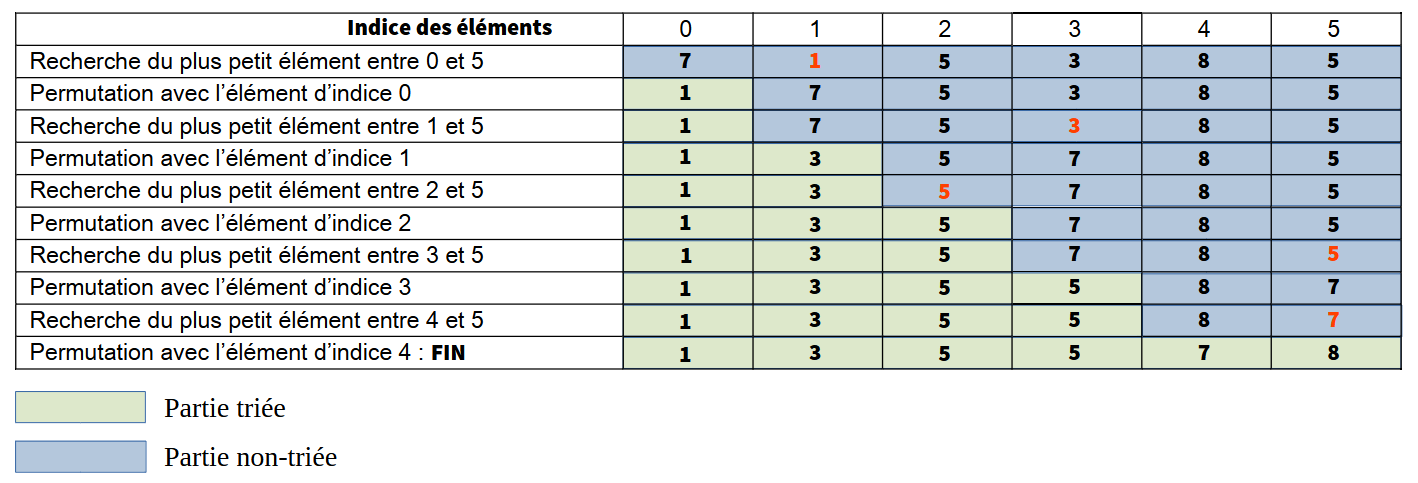 Indice des éléments 0 1 2 3 4 5
Recherche du plus petit élément entre 0 et 5 7 1 5 3 8 5
Permutation avec l’élément d’indice 0 1 7 5 3 8 5
Recherche du plus petit élément entre 1 et 5 1 7 5 3 8 5
Permutation avec l’élément d’indice 1 1 3 5 7 8 5
Recherche du plus petit élément entre 2 et 5 1 3 5 7 8 5
Permutation avec l’élément d’indice 2 1 3 5 7 8 5
Recherche du plus petit élément entre 3 et 5 1 3 5 7 8 5
Permutation avec l’élément d’indice 3 1 3 5 5 8 7
Recherche du plus petit élément entre 4 et 5 1 3 5 5 8 7
Permutation avec l’élément d’indice 4 : FIN 1 3 5 5 7 8
Partie triée
Partie non-triée